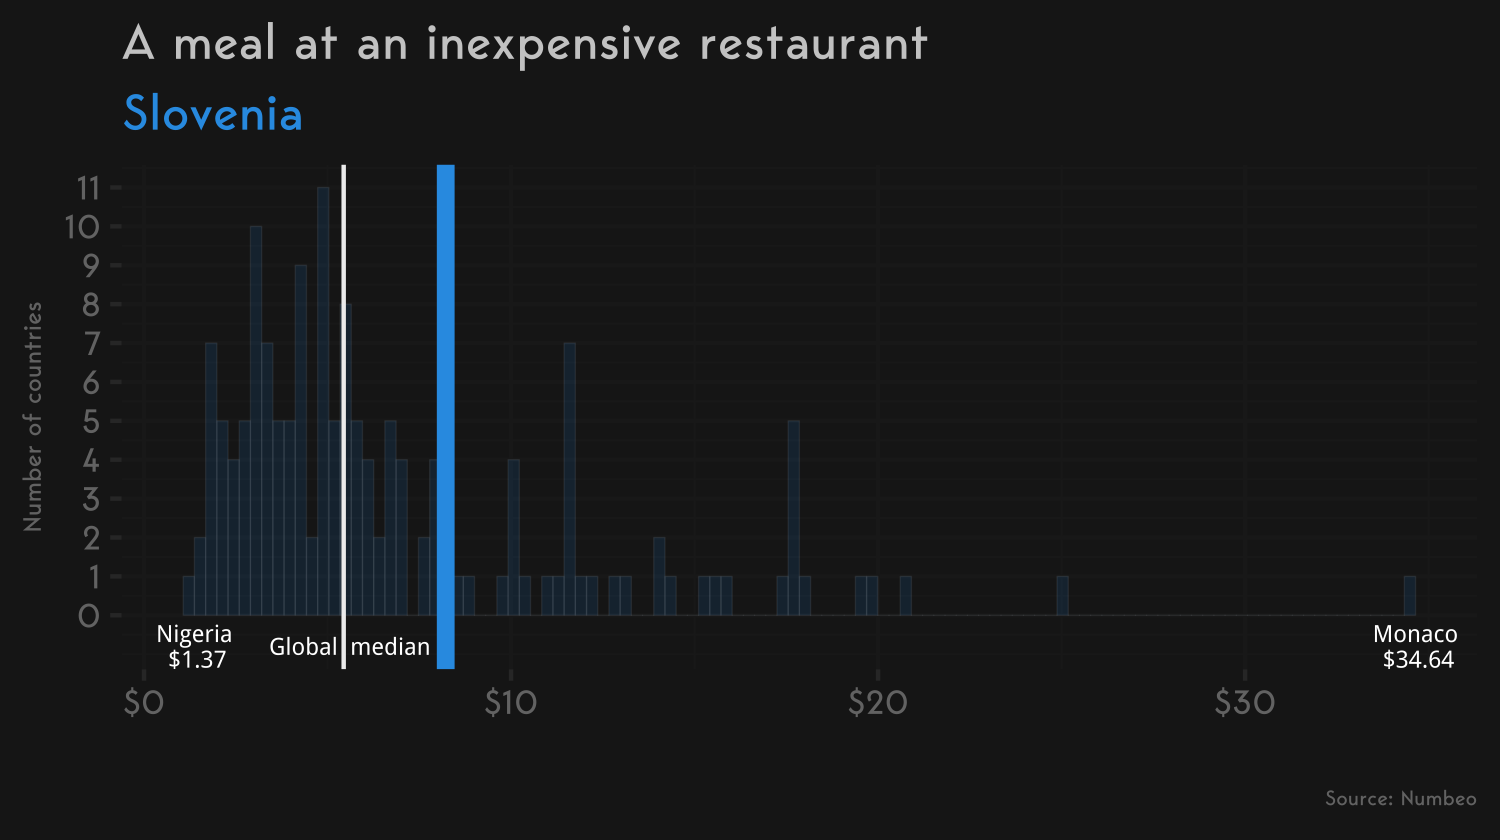 A meal at an inexpensive restaurant
Slovenia
Number of countries
11
10
9
8
7
6
5
4
3
2
1
0
Nigeria
$1.37
Global median
Monaco
$34.64
$0 $10 $20 $30
Source: Numbeo